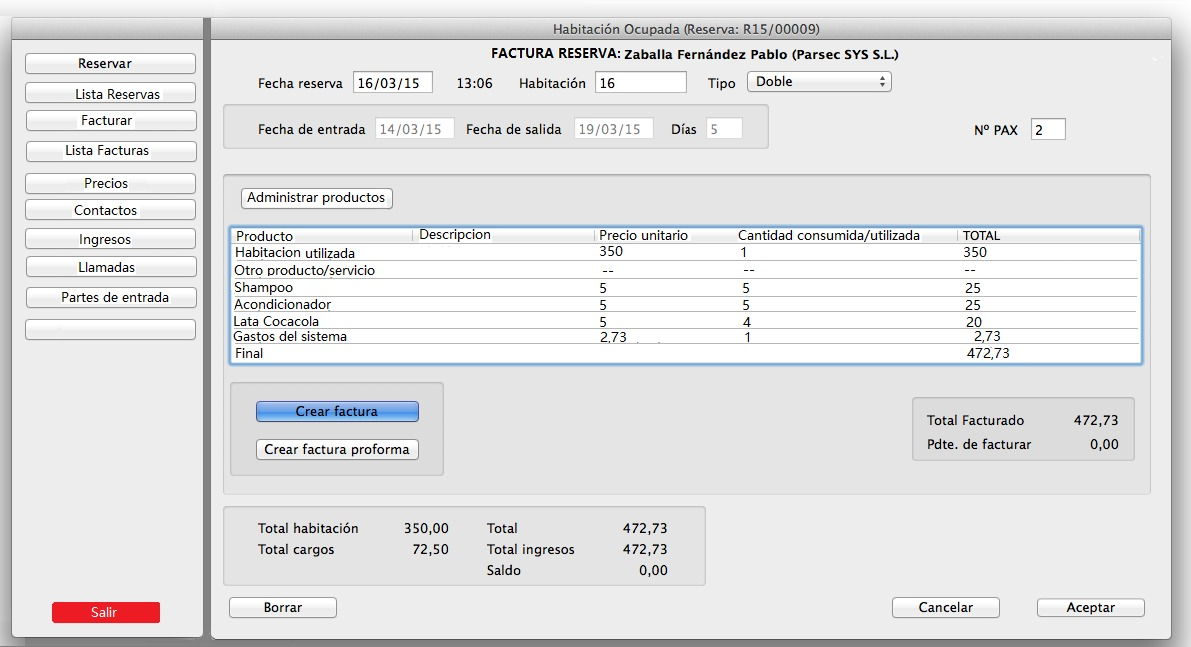 Habitación Ocupada (Reserva: R15/00009)
FACTURA RESERVA: Zaballa Fernández Pablo (Parsec SYS S.L.)
Reservar
Lista Reservas
Facturar
Lista Facturas
Precios
Contactos
Ingresos
Llamadas
Partes de entrada
Salir
Fecha reserva 16/03/15 13:06 Habitación 16 Tipo Doble
Fecha de entrada 14/03/15 Fecha de salida 19/03/15 Días 5
Nº PAX 2
Administrar productos
Producto Descripcion Precio unitario Cantidad consumida/utilizada TOTAL
Habitacion utilizada 350 1 350
Otro producto/servicio -- -- --
Shampoo 5 5 25
Acondicionador 5 5 25
Lata Cocacola 5 4 20
Gastos del sistema 2,73 1 2,73
Final 472,73
Crear factura
Crear factura proforma
Total Facturado 472,73
Pdte. de facturar 0,00
Total habitación 350,00 Total 472,73
Total cargos 72,50 Total ingresos 472,73
Saldo 0,00
Borrar Cancelar Aceptar